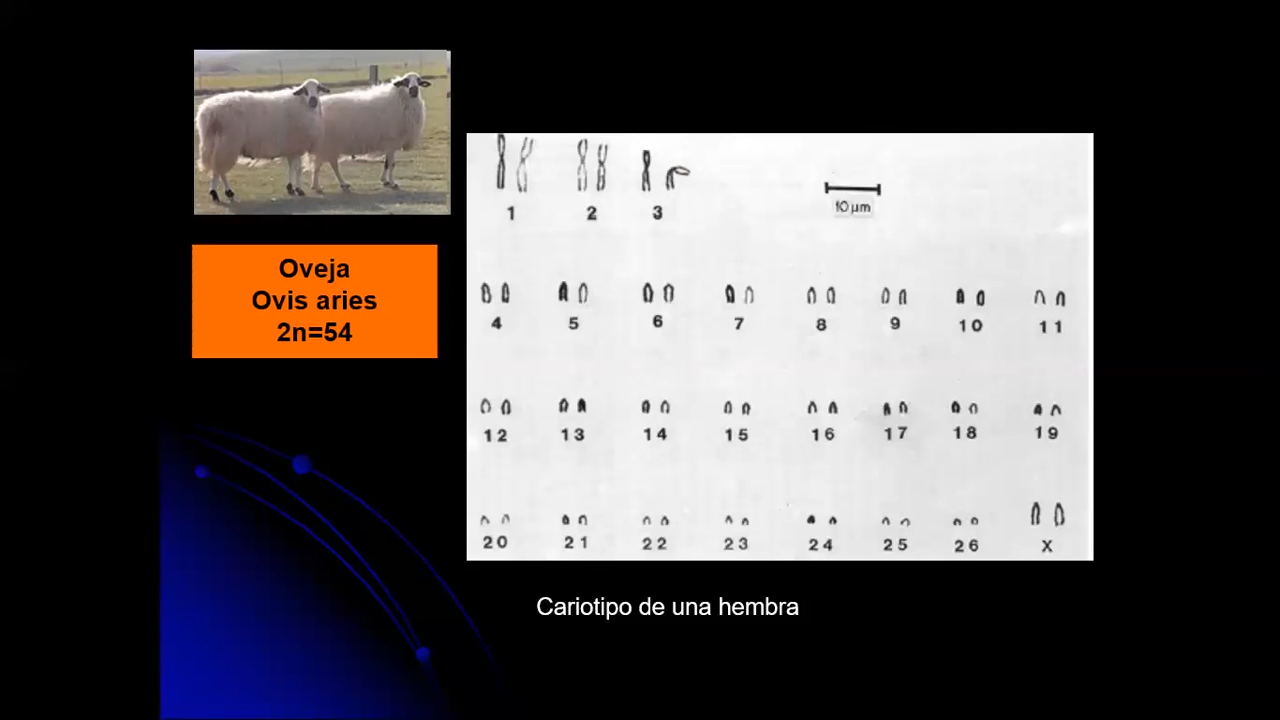 Oveja
Ovis aries
2n=54
1 2 3
10 µm
4 5 6 7 8 9 10 11
12 13 14 15 16 17 18 19
20 21 22 23 24 25 26 X
Cariotipo de una hembra